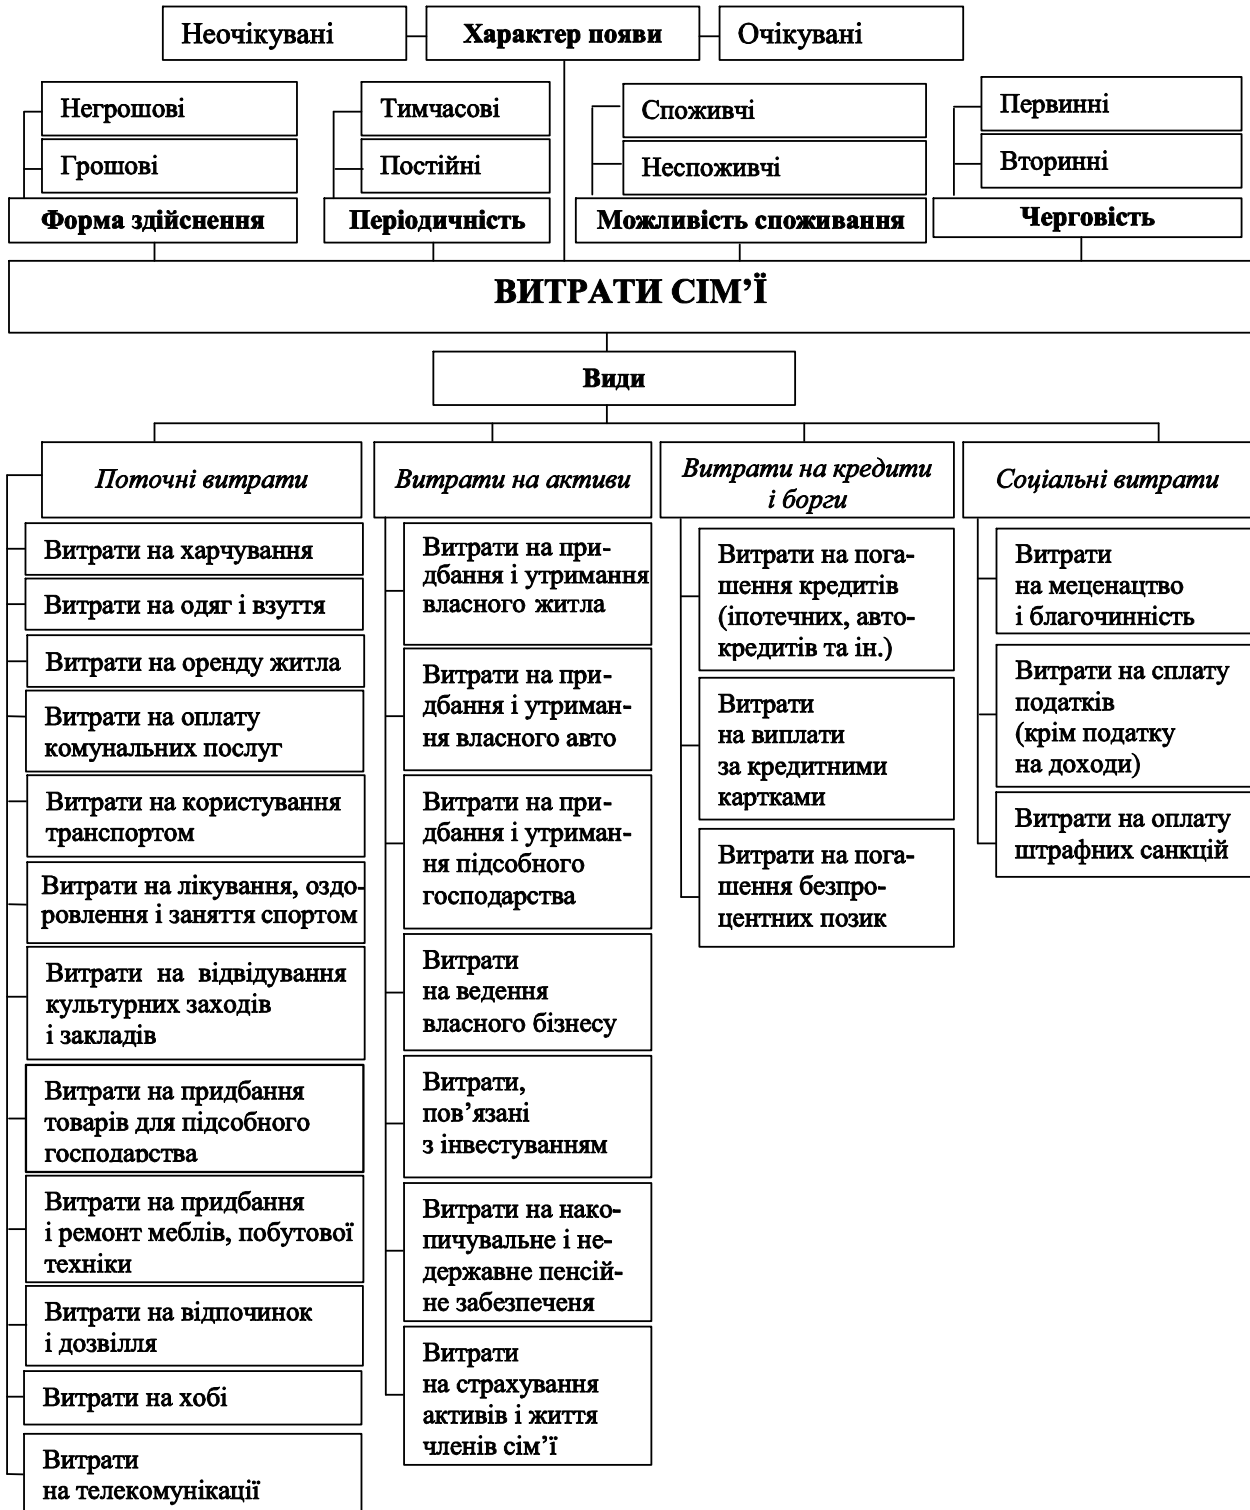 Неочікувані
Характер появи
Очікувані
Негрошові
Грошові
Форма здійснення
Тимчасові
Постійні
Періодичність
Споживчі
Неспоживчі
Можливість споживання
Первинні
Вторинні
Черговість
ВИТРАТИ СІМ’Ї
Види
Поточні витрати
Витрати на харчування
Витрати на одяг і взуття
Витрати на оренду житла
Витрати на оплату
комунальних послуг
Витрати на користування
транспортом
Витрати на лікування, оздо-
ровлення і заняття спортом
Витрати на відвідування
культурних заходів
і закладів
Витрати на придбання
товарів для підсобного
господарства
Витрати на придбання
і ремонт меблів, побутової
техніки
Витрати на відпочинок
і дозвілля
Витрати на хобі
Витрати
на телекомунікації
Витрати на активи
Витрати на при-
дбання і утримання
власного житла
Витрати на при-
дбання і утриман-
ня власного авто
Витрати на при-
дбання і утриман-
ня підсобного
господарства
Витрати
на ведення
власного бізнесу
Витрати,
пов’язані
з інвестуванням
Витрати на нако-
пичувальне і не-
державне пенсій-
не забезпеченя
Витрати
на страхування
активів і життя
членів сім’ї
Витрати на кредити
і борги
Витрати на пога-
шення кредитів
(іпотечних, авто-
кредитів та ін.)
Витрати
на виплати
за кредитними
картками
Витрати на пога-
шення безпро-
центних позик
Соціальні витрати
Витрати
на меценацтво
і благочинність
Витрати на сплату
податків
(крім податку
на доходи)
Витрати на оплату
штрафних санкцій